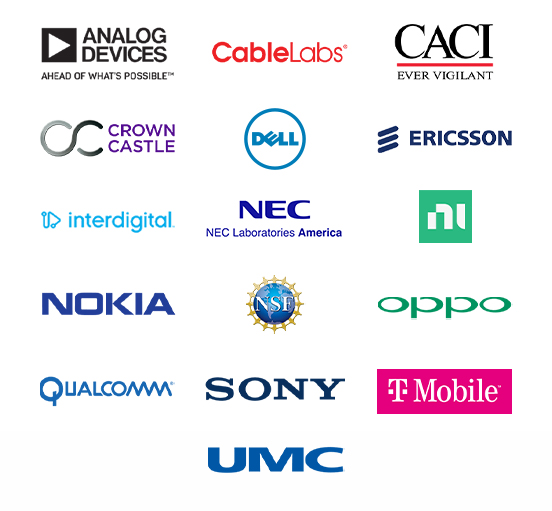 ANALOG
DEVICES
AHEAD OF WHAT'S POSSIBLE™
CableLabs®
CACI
EVER VIGILANT
CROWN
CASTLE
DELL
ERICSSON
interdigital.
NEC
NEC Laboratories America
ni
NOKIA
NSF
oppo
QUALCOMM®
SONY
T Mobile
UMC